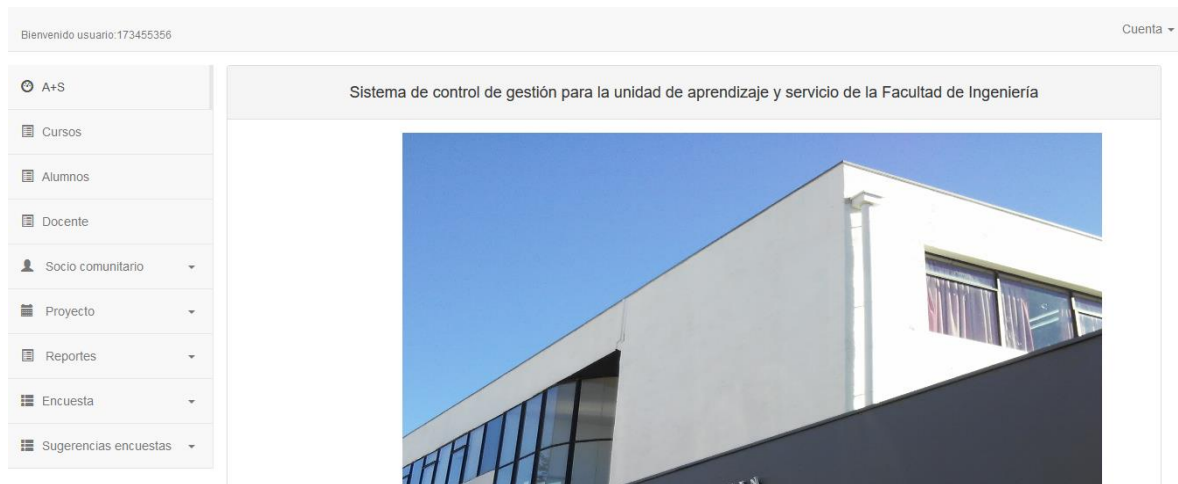 Bienvenido usuario:173455356
Cuenta
A+S
Sistema de control de gestión para la unidad de aprendizaje y servicio de la Facultad de Ingeniería
Cursos
Alumnos
Docente
Socio comunitario
Proyecto
Reportes
Encuesta
Sugerencias encuestas